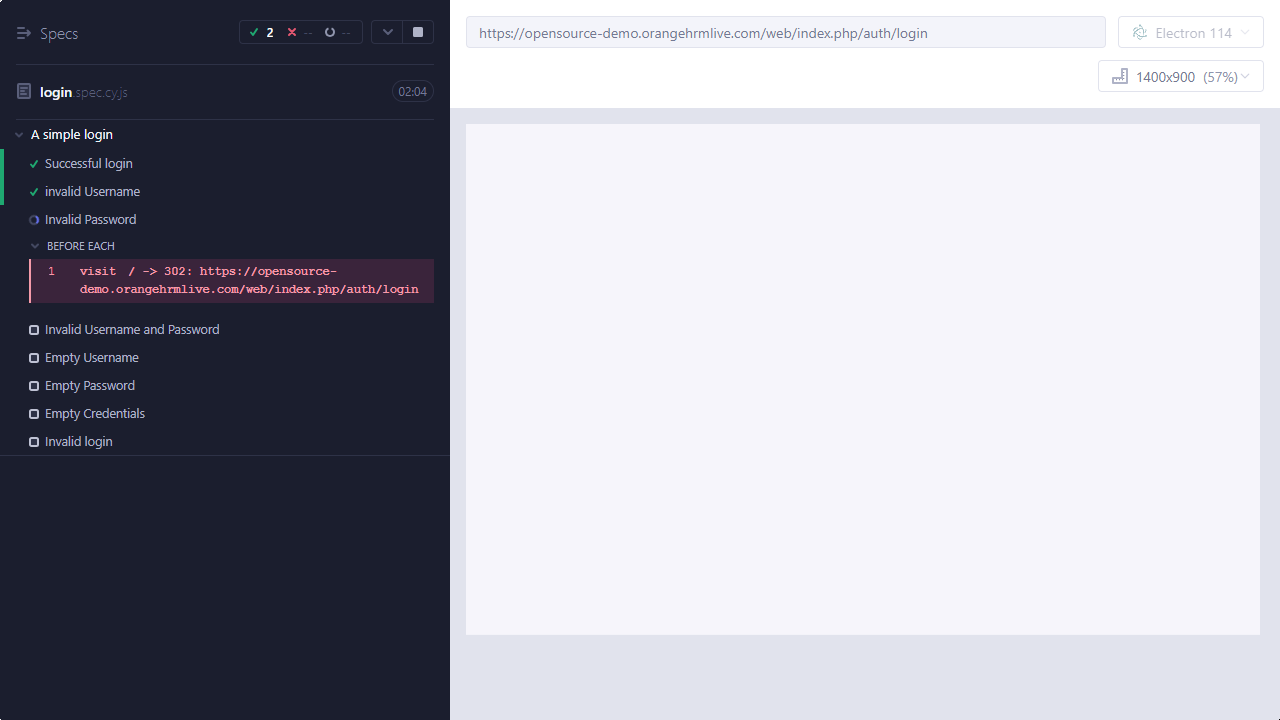 Specs
2 -- --
login.spec.cy.js
02:04
A simple login
Successful login
invalid Username
Invalid Password
BEFORE EACH
1 visit / -> 302: https://opensource-
demo.orangehrmlive.com/web/index.php/auth/login
Invalid Username and Password
Empty Username
Empty Password
Empty Credentials
Invalid login
https://opensource-demo.orangehrmlive.com/web/index.php/auth/login
Electron 114
1400x900 (57%)